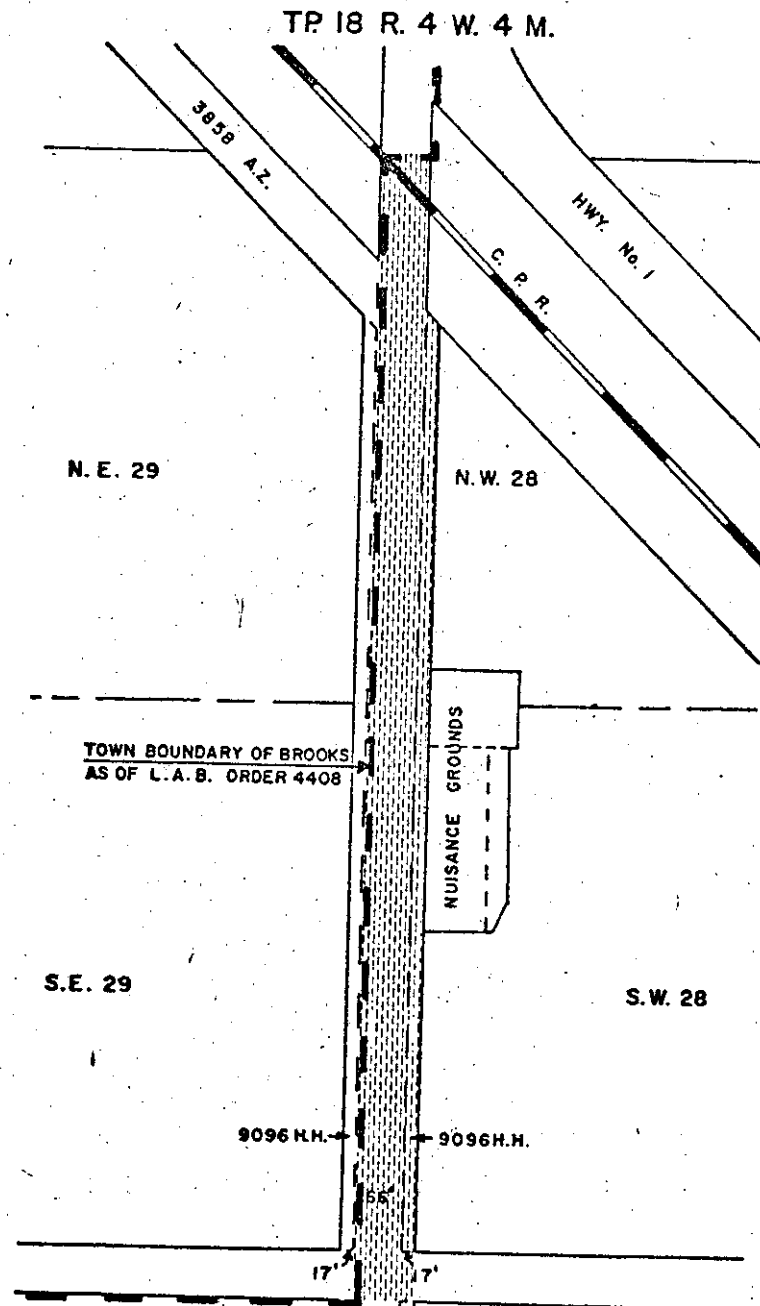 TP. 18 R. 4 W. 4 M.
3838 A.Z.
HWY. No. 1
C. P. R.
N. E. 29
N.W. 28
TOWN BOUNDARY OF BROOKS
AS OF L.A.B. ORDER 4408
NUISANCE GROUNDS
S.E. 29
S.W. 28
9096 H.H.
9096 H.H.
66'
17'
17'